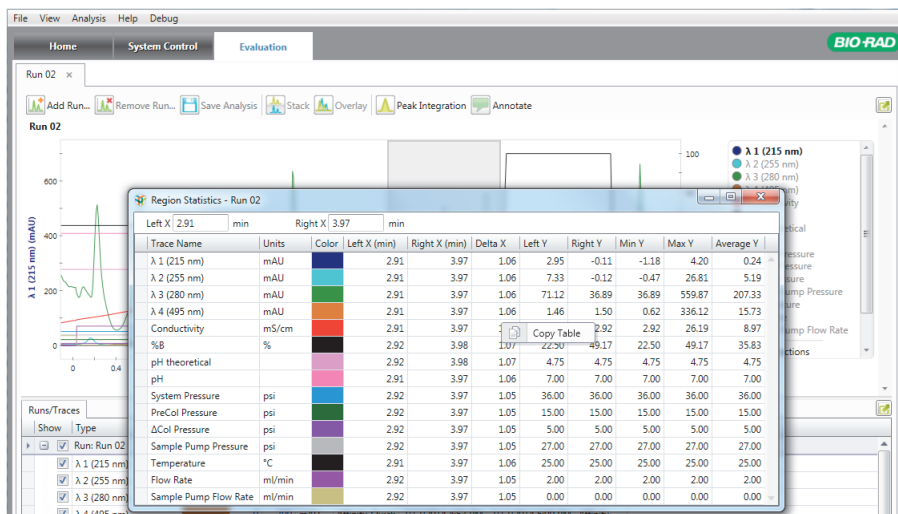 File View Analysis Help Debug
Home System Control Evaluation BIO-RAD
Run 02 ×
Add Run... Remove Run... Save Analysis Stack Overlay Peak Integration Annotate
Run 02
λ 1 (215 nm) (mAU)
600
400
200
0
0 0.4
100
λ 1 (215 nm)
λ 2 (255 nm)
λ 3 (280 nm)
Region Statistics - Run 02
Left X 2.91 min Right X 3.97 min
Trace Name Units Color Left X (min) Right X (min) Delta X Left Y Right Y Min Y Max Y Average Y
λ 1 (215 nm) mAU 2.91 3.97 1.06 2.95 -0.11 -1.18 4.20 0.24
λ 2 (255 nm) mAU 2.91 3.97 1.06 7.33 -0.12 -0.47 26.81 5.19
λ 3 (280 nm) mAU 2.91 3.97 1.06 71.12 36.89 36.89 559.87 207.33
λ 4 (495 nm) mAU 2.91 3.97 1.06 1.46 1.50 0.62 336.12 15.73
Conductivity mS/cm 2.91 3.97 2.92 2.92 26.19 8.97
Copy Table
%B % 2.92 3.98 1.07 22.50 49.17 22.50 49.17 35.83
pH theoretical 2.92 3.98 1.07 4.75 4.75 4.75 4.75 4.75
pH 2.91 3.97 1.06 7.00 7.00 7.00 7.00 7.00
System Pressure psi 2.92 3.97 1.05 36.00 36.00 36.00 36.00 36.00
PreCol Pressure psi 2.92 3.97 1.05 15.00 15.00 15.00 15.00 15.00
ΔCol Pressure psi 2.92 3.97 1.05 5.00 5.00 5.00 5.00 5.00
Sample Pump Pressure psi 2.92 3.97 1.05 27.00 27.00 27.00 27.00 27.00
Temperature °C 2.91 3.97 1.06 25.00 25.00 25.00 25.00 25.00
Flow Rate ml/min 2.92 3.97 1.05 2.00 2.00 2.00 2.00 2.00
Sample Pump Flow Rate ml/min 2.92 3.97 1.05 0.00 0.00 0.00 0.00 0.00
Pump Flow Rate
Runs/Traces
Show Type
Run: Run 02
λ 1 (215 nm)
λ 2 (255 nm)
λ 3 (280 nm)